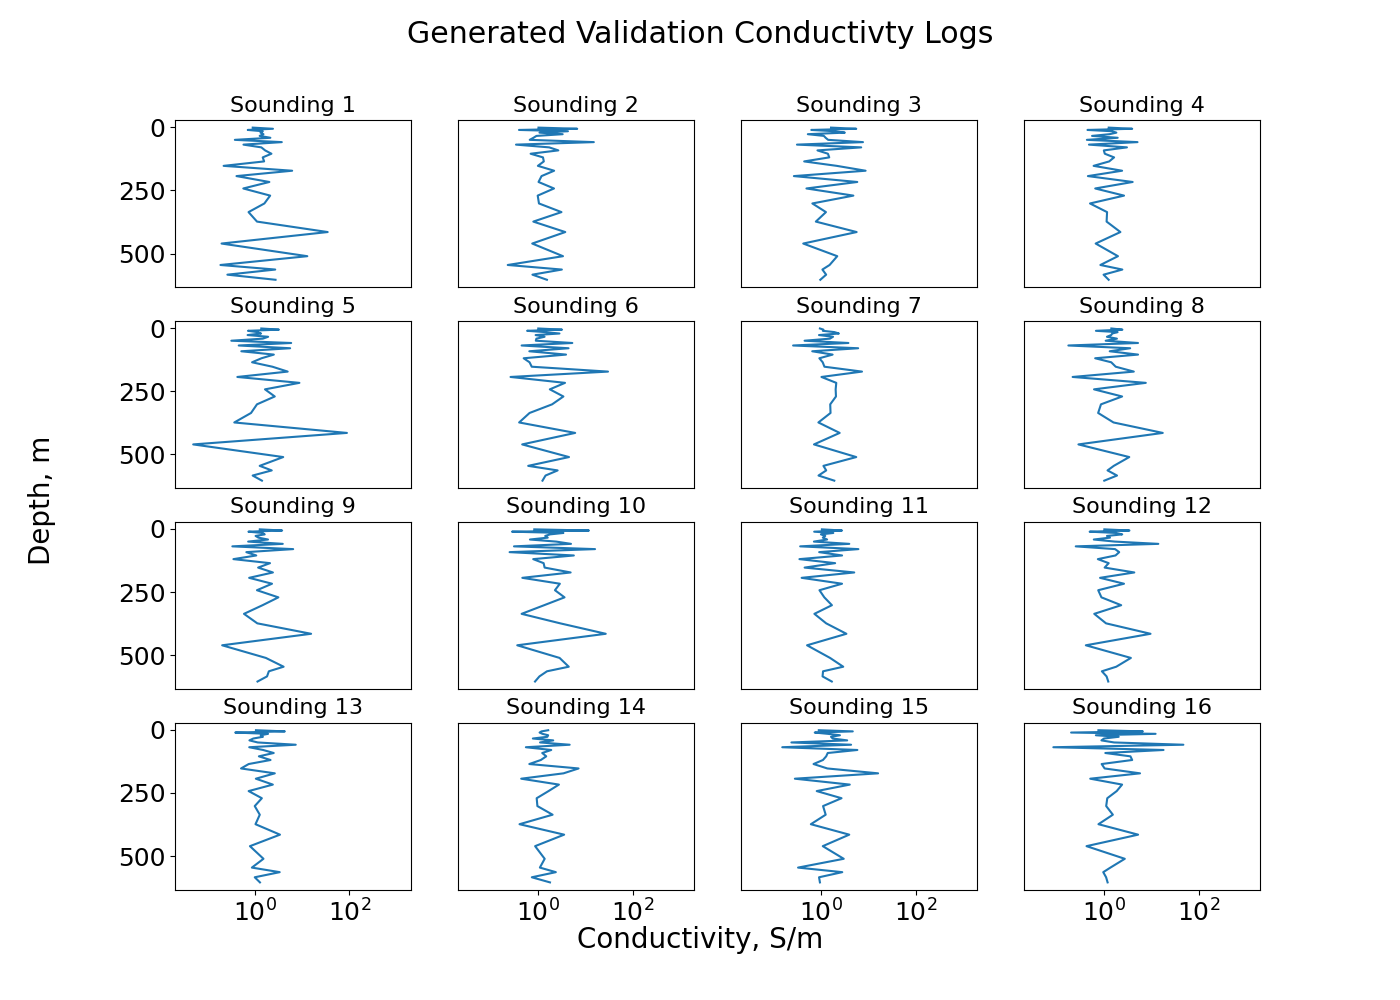 Generated Validation Conductivty Logs
Sounding 1 Sounding 2 Sounding 3 Sounding 4
0
250
500
Sounding 5 Sounding 6 Sounding 7 Sounding 8
0
250
500
Sounding 9 Sounding 10 Sounding 11 Sounding 12
0
250
500
Sounding 13 Sounding 14 Sounding 15 Sounding 16
0
250
500
10⁰ 10² 10⁰ 10² 10⁰ 10² 10⁰ 10²
Conductivity, S/m
Depth, m